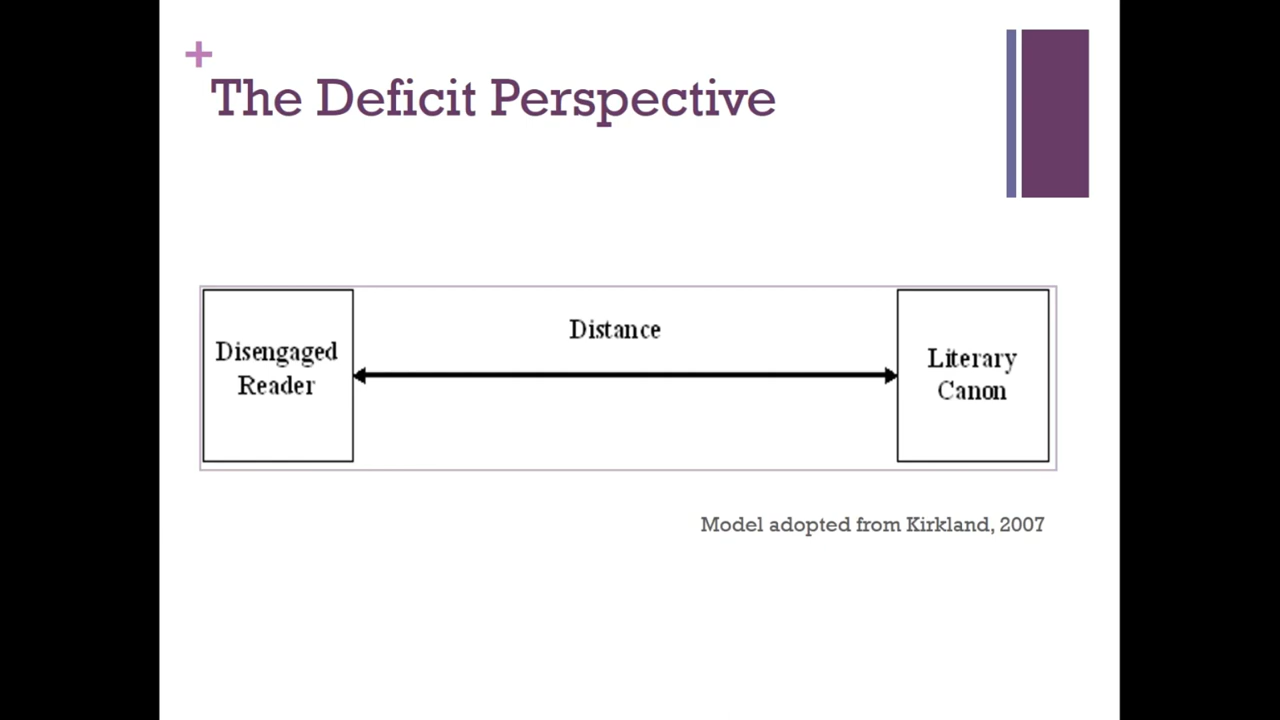 +
The Deficit Perspective
Distance
Disengaged
Reader
Literary
Canon
Model adopted from Kirkland, 2007